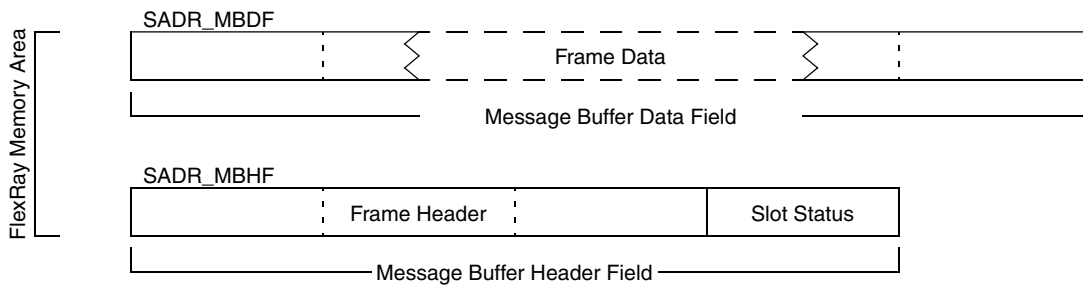 SADR_MBDF
Frame Data
Message Buffer Data Field
FlexRay Memory Area
SADR_MBHF
Frame Header
Slot Status
Message Buffer Header Field